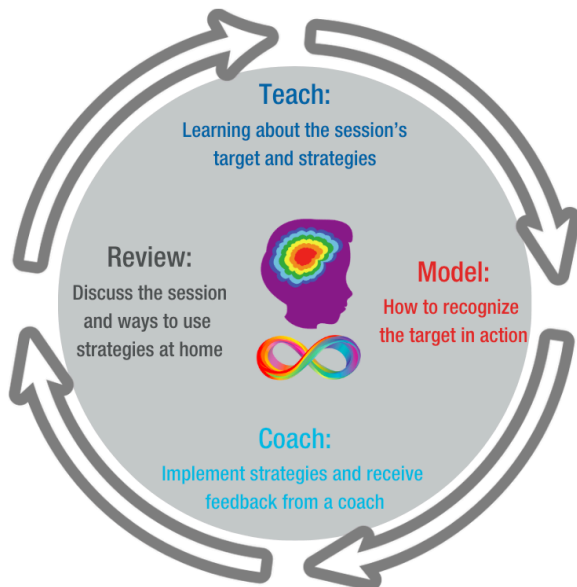 Teach:
Learning about the session's
target and strategies
Model:
How to recognize
the target in action
Coach:
Implement strategies and receive
feedback from a coach
Review:
Discuss the session
and ways to use
strategies at home